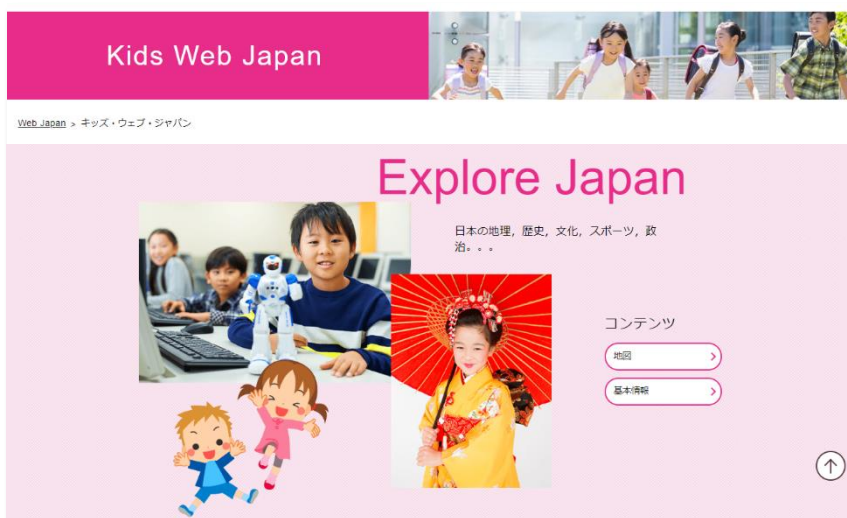 Kids Web Japan
Web Japan > キッズ・ウェブ・ジャパン
Explore Japan
日本の地理，歴史，文化，スポーツ，政
治。。。
コンテンツ
地図
基本情報